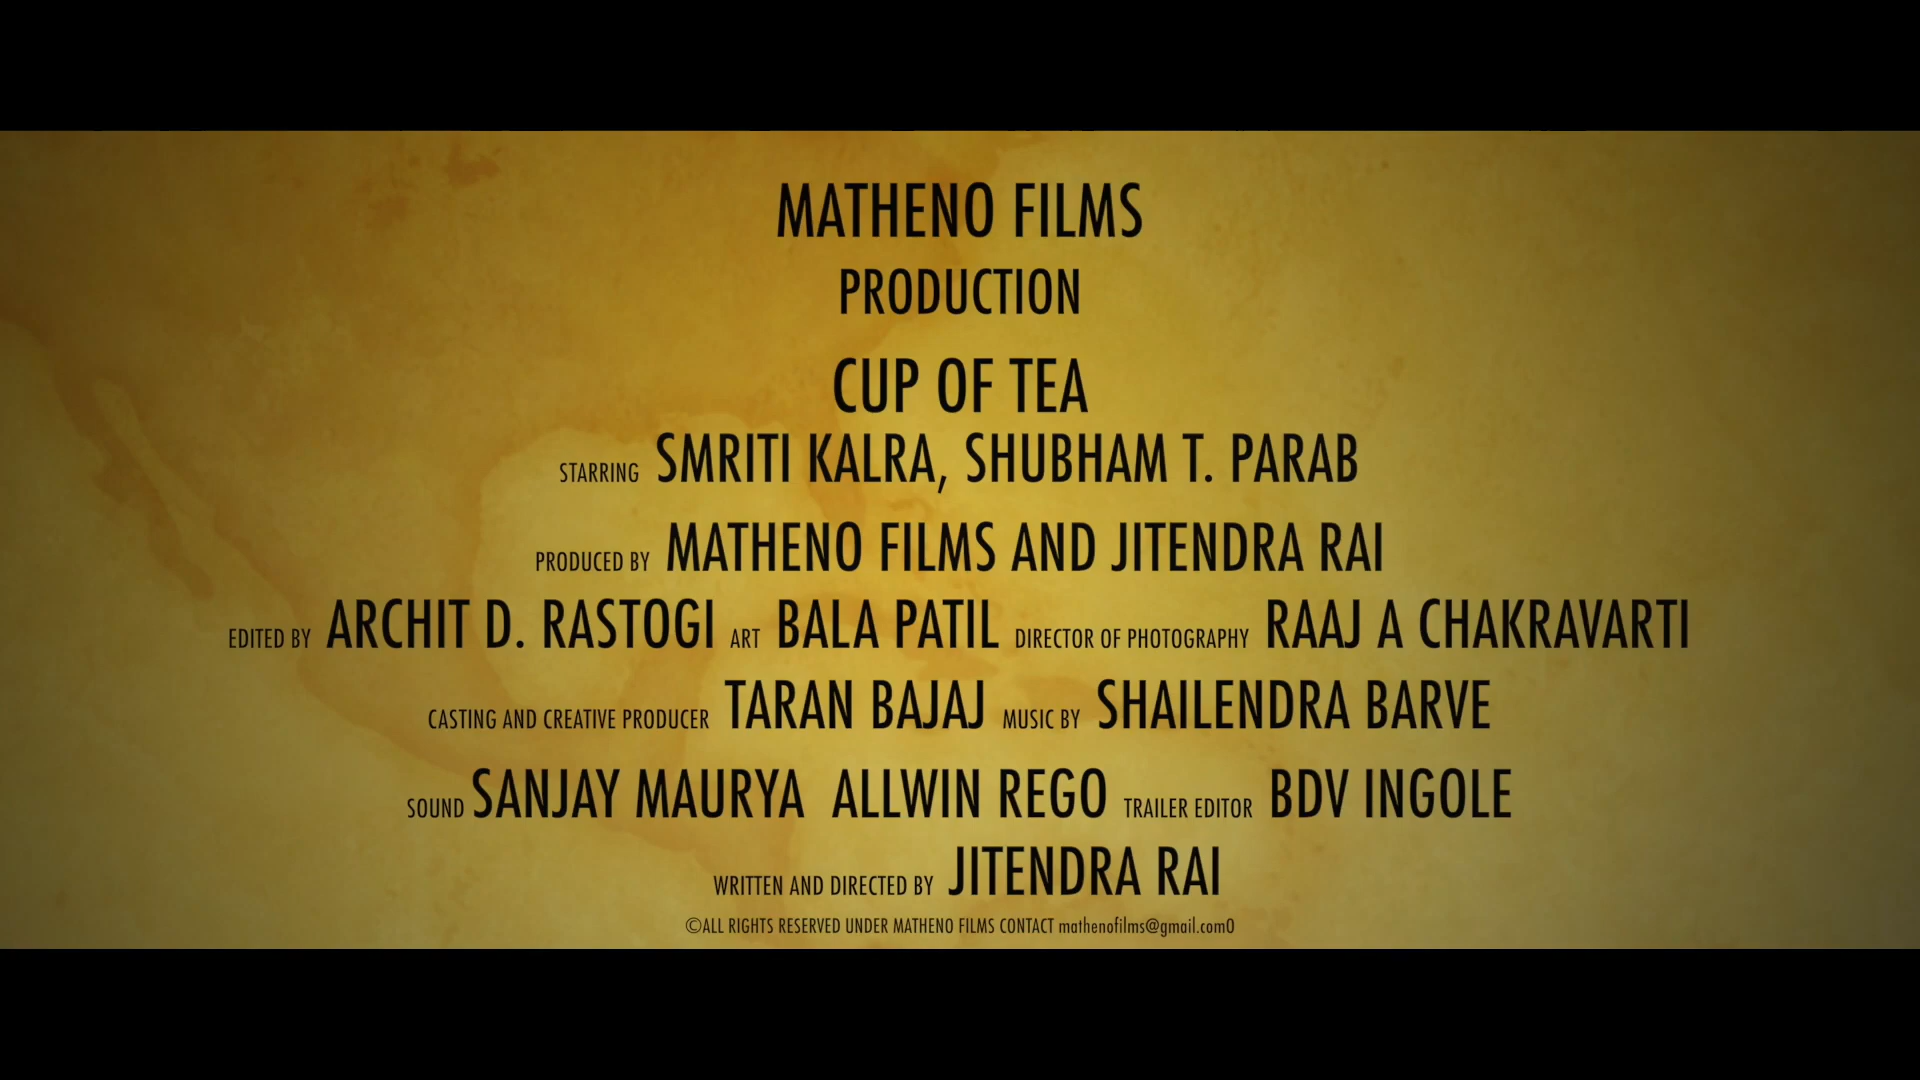 MATHENO FILMS
PRODUCTION
CUP OF TEA
STARRING SMRITI KALRA, SHUBHAM T. PARAB
PRODUCED BY MATHENO FILMS AND JITENDRA RAI
EDITED BY ARCHIT D. RASTOGI ART BALA PATIL DIRECTOR OF PHOTOGRAPHY RAAJ A CHAKRAVARTI
CASTING AND CREATIVE PRODUCER TARAN BAJAJ MUSIC BY SHAILENDRA BARVE
SOUND SANJAY MAURYA ALLWIN REGO TRAILER EDITOR BDV INGOLE
WRITTEN AND DIRECTED BY JITENDRA RAI
©ALL RIGHTS RESERVED UNDER MATHENO FILMS CONTACT mathenofilms@gmail.com0